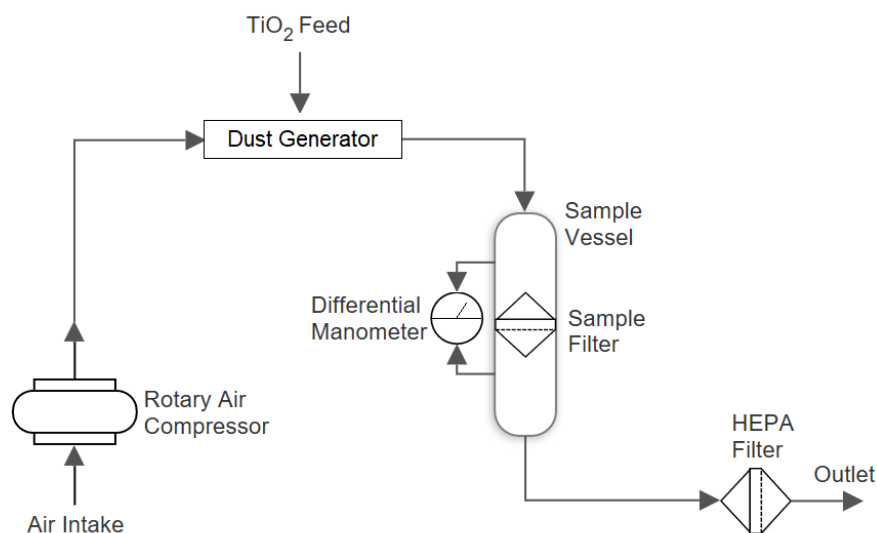 TiO₂ Feed
Dust Generator
Sample
Vessel
Differential
Manometer
Sample
Filter
Rotary Air
Compressor
HEPA
Filter
Outlet
Air Intake